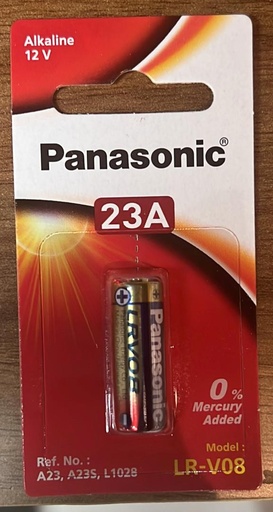 Alkaline
12 V
Panasonic®
23A
LRV08
Panasonic
0%
Mercury
Added
Model :
LR-V08
Ref. No. :
A23, A23S, L1028